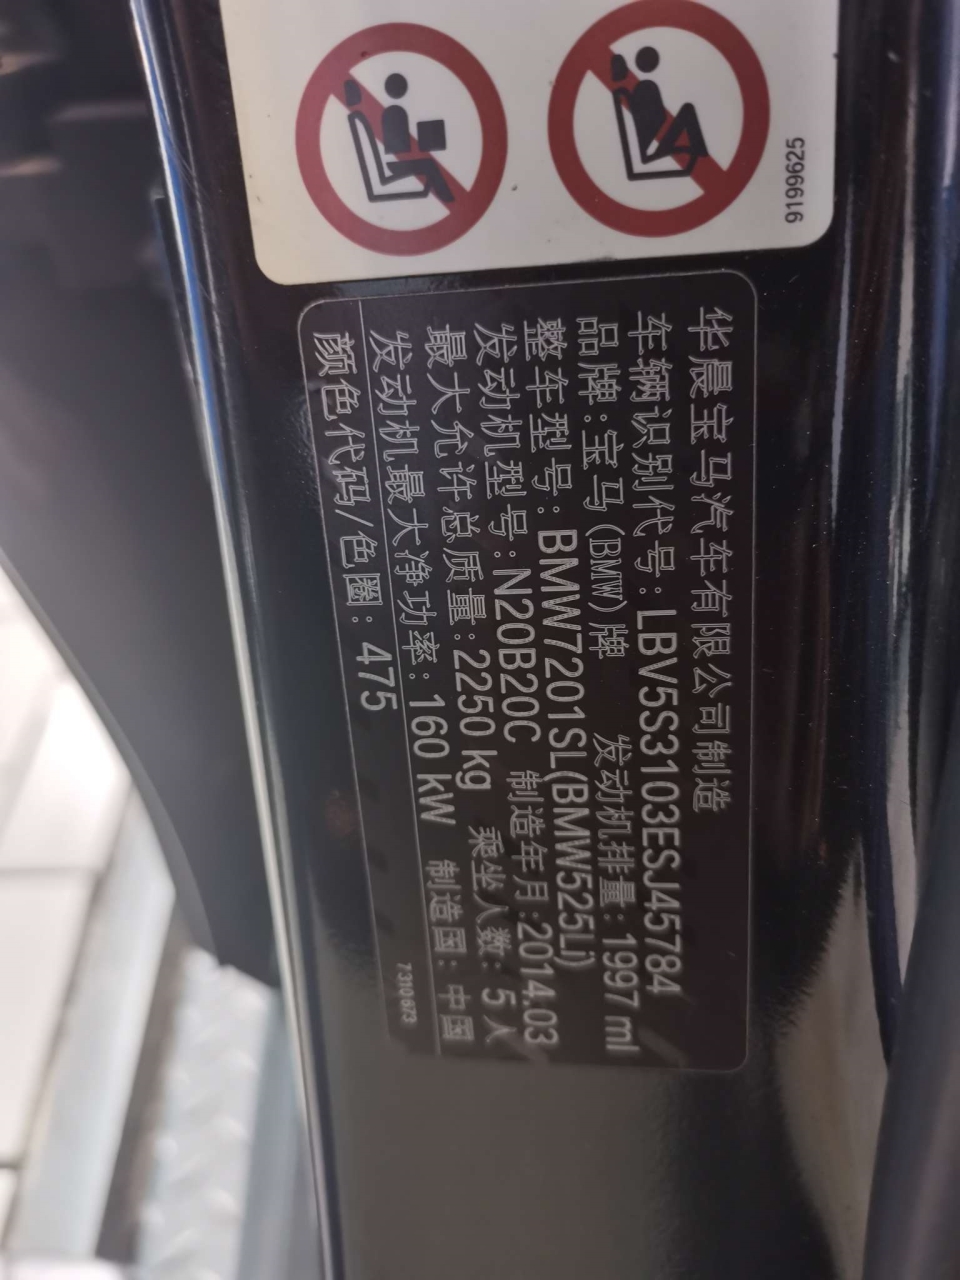 9199625
华晨宝马汽车有限公司制造
车辆识别代号:LBV5S3103ESJ45784
品牌:宝马(BMW)牌 发动机排量:1997 ml
整车型号:BMW7201SL(BMW525Li)
发动机型号:N20B20C 制造年月:2014.03
最大允许总质量:2250 kg 乘坐人数:5人
发动机最大净功率:160 kW 制造国:中国
颜色代码/色圈:475
7310673